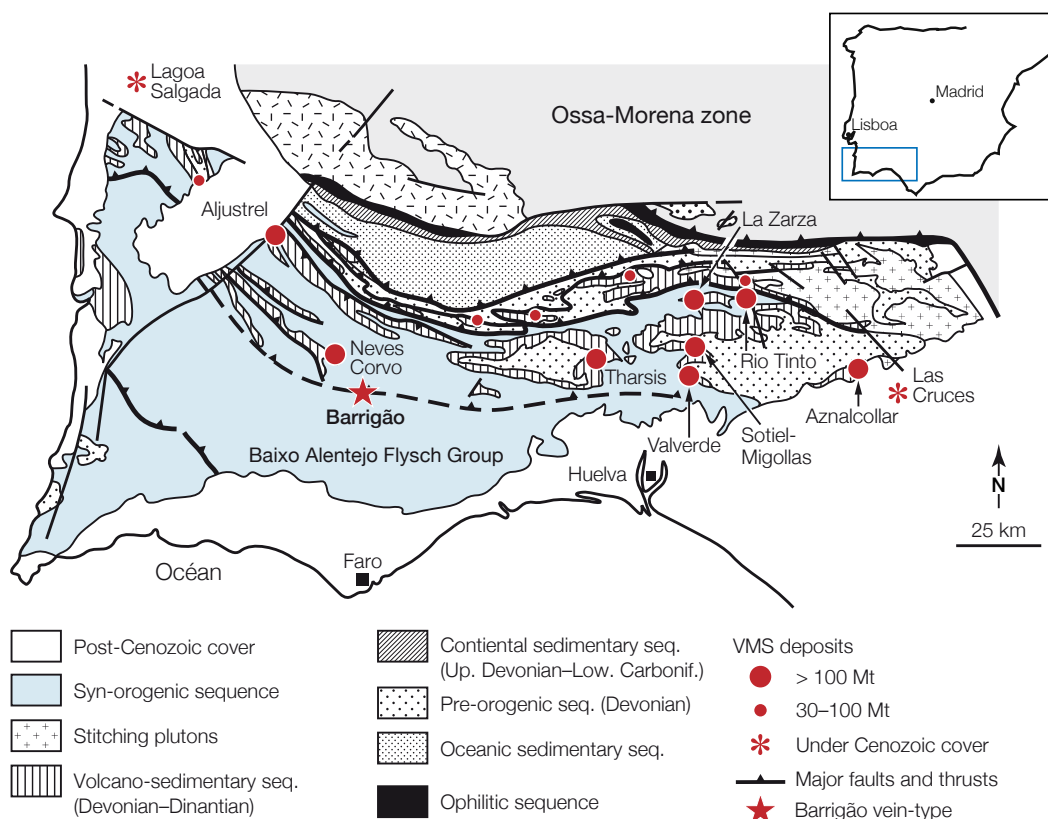 Lagoa
Salgada
Ossa-Morena zone
Madrid
Lisboa
Aljustrel
La Zarza
Neves
Corvo
Barrigão
Tharsis
Rio Tinto
Las
Cruces
Aznalcollar
Valverde
Sotiel-
Migollas
Baixo Alentejo Flysch Group
Huelva
N
25 km
Océan
Faro
Post-Cenozoic cover
Syn-orogenic sequence
Stitching plutons
Volcano-sedimentary seq.
(Devonian–Dinantian)
Contiental sedimentary seq.
(Up. Devonian–Low. Carbonif.)
Pre-orogenic seq. (Devonian)
Oceanic sedimentary seq.
Ophilitic sequence
VMS deposits
> 100 Mt
30–100 Mt
Under Cenozoic cover
Major faults and thrusts
Barrigão vein-type